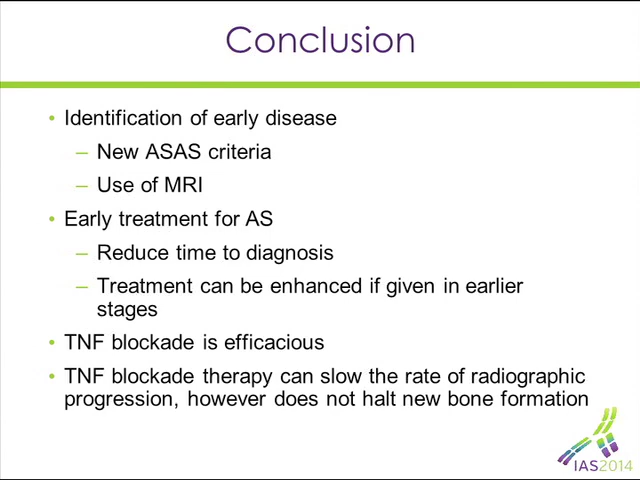 Conclusion
• Identification of early disease
– New ASAS criteria
– Use of MRI
• Early treatment for AS
– Reduce time to diagnosis
– Treatment can be enhanced if given in earlier
stages
• TNF blockade is efficacious
• TNF blockade therapy can slow the rate of radiographic
progression, however does not halt new bone formation
IAS2014